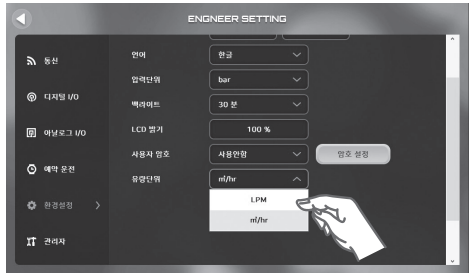 ENGNEER SETTING
통신
디지털 I/O
아날로그 I/O
예약 운전
환경설정 >
관리자
언어 한글
압력단위 bar
백라이트 30 분
LCD 밝기 100 %
사용자 암호 사용안함 암호 설정
유량단위 ㎥/hr
LPM
㎥/hr